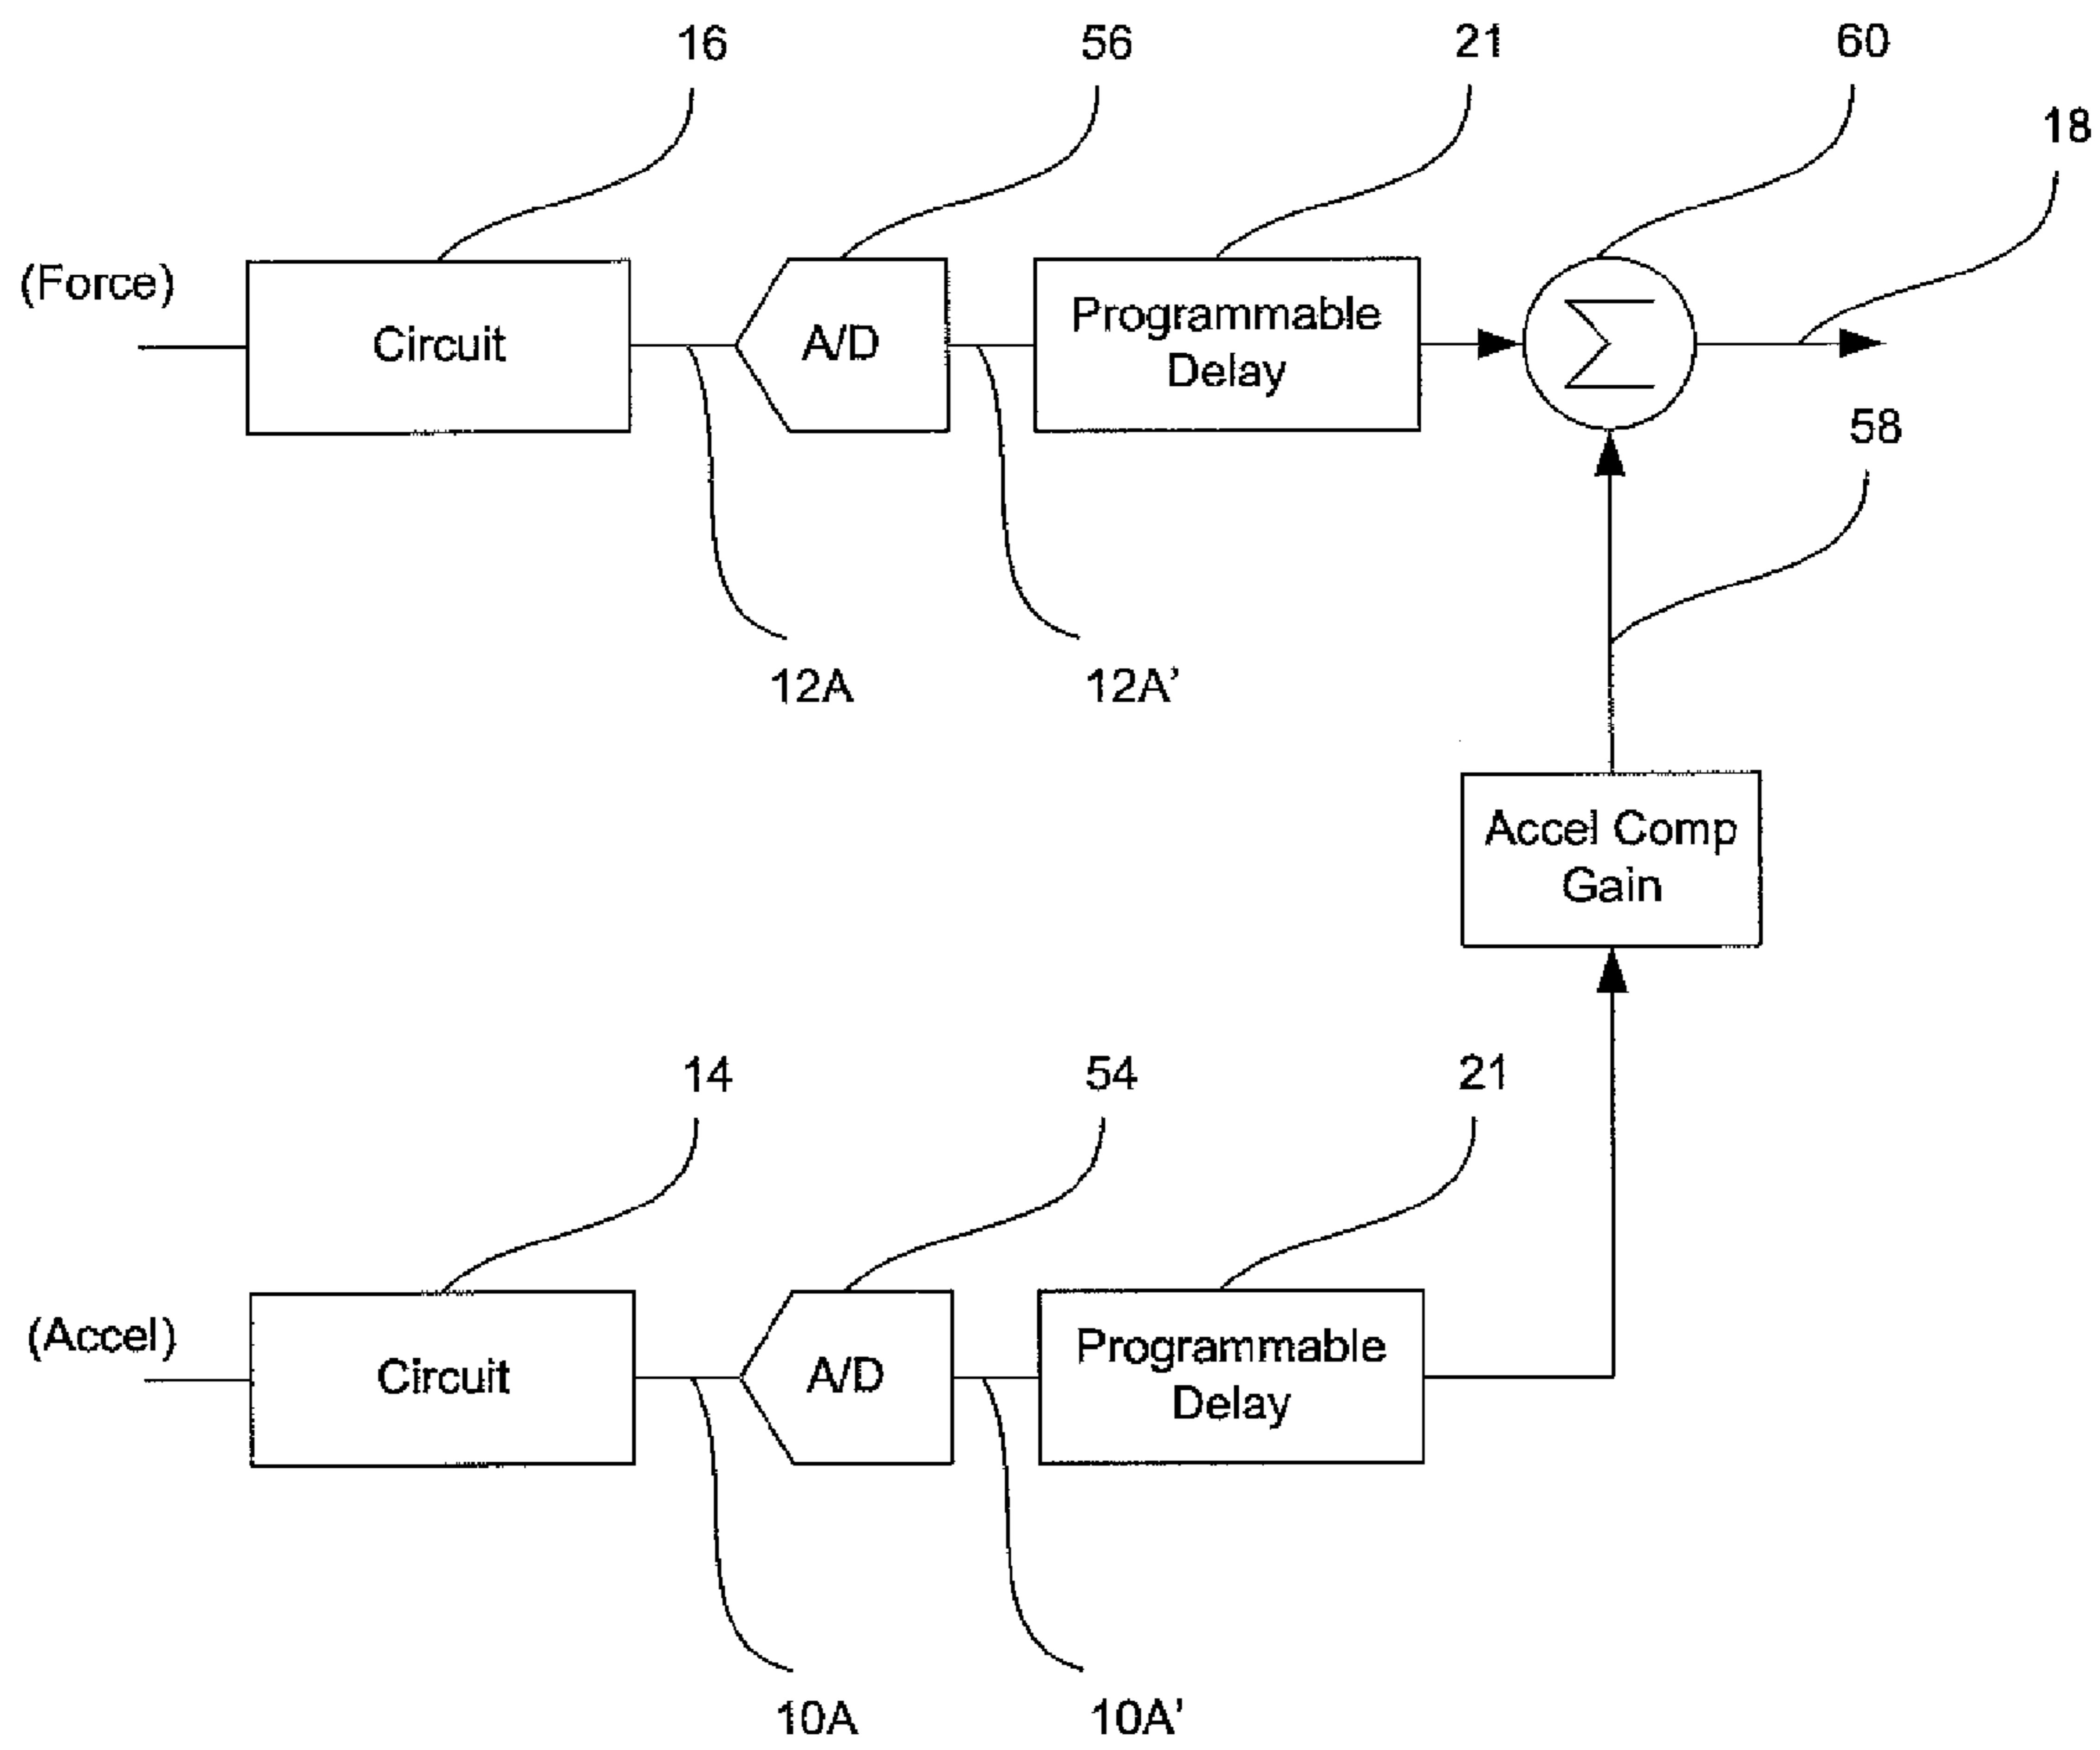 16
56
21
60
18
(Force)
Circuit
A/D
Programmable
Delay
Σ
58
12A
12A'
Accel Comp
Gain
14
54
21
(Accel)
Circuit
A/D
Programmable
Delay
10A
10A'